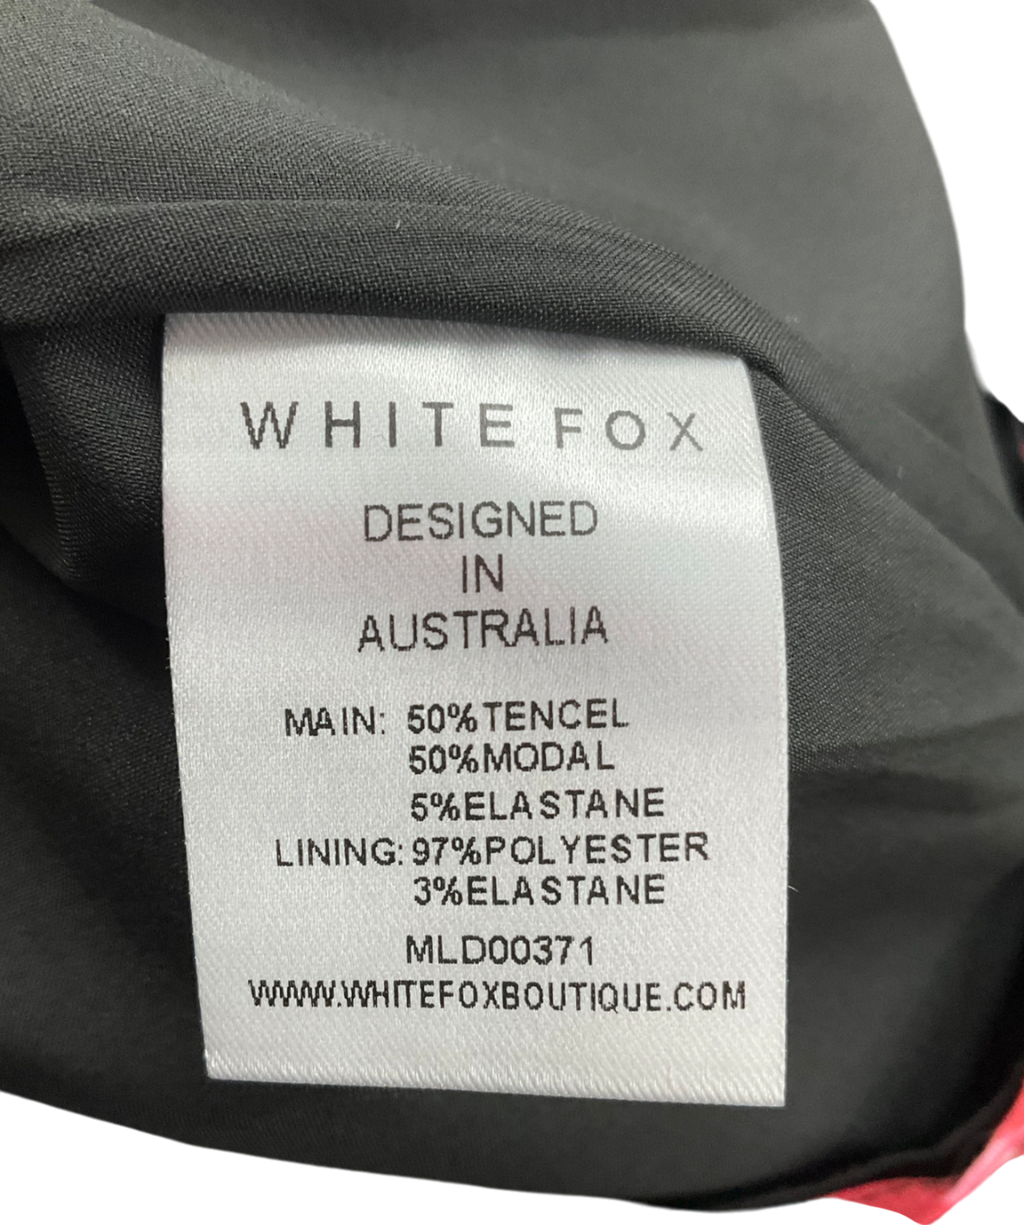 WHITE FOX
DESIGNED
IN
AUSTRALIA
MAIN: 50%TENCEL
50%MODAL
5%ELASTANE
LINING: 97%POLYESTER
3%ELASTANE
MLD00371
WWW.WHITEFOXBOUTIQUE.COM